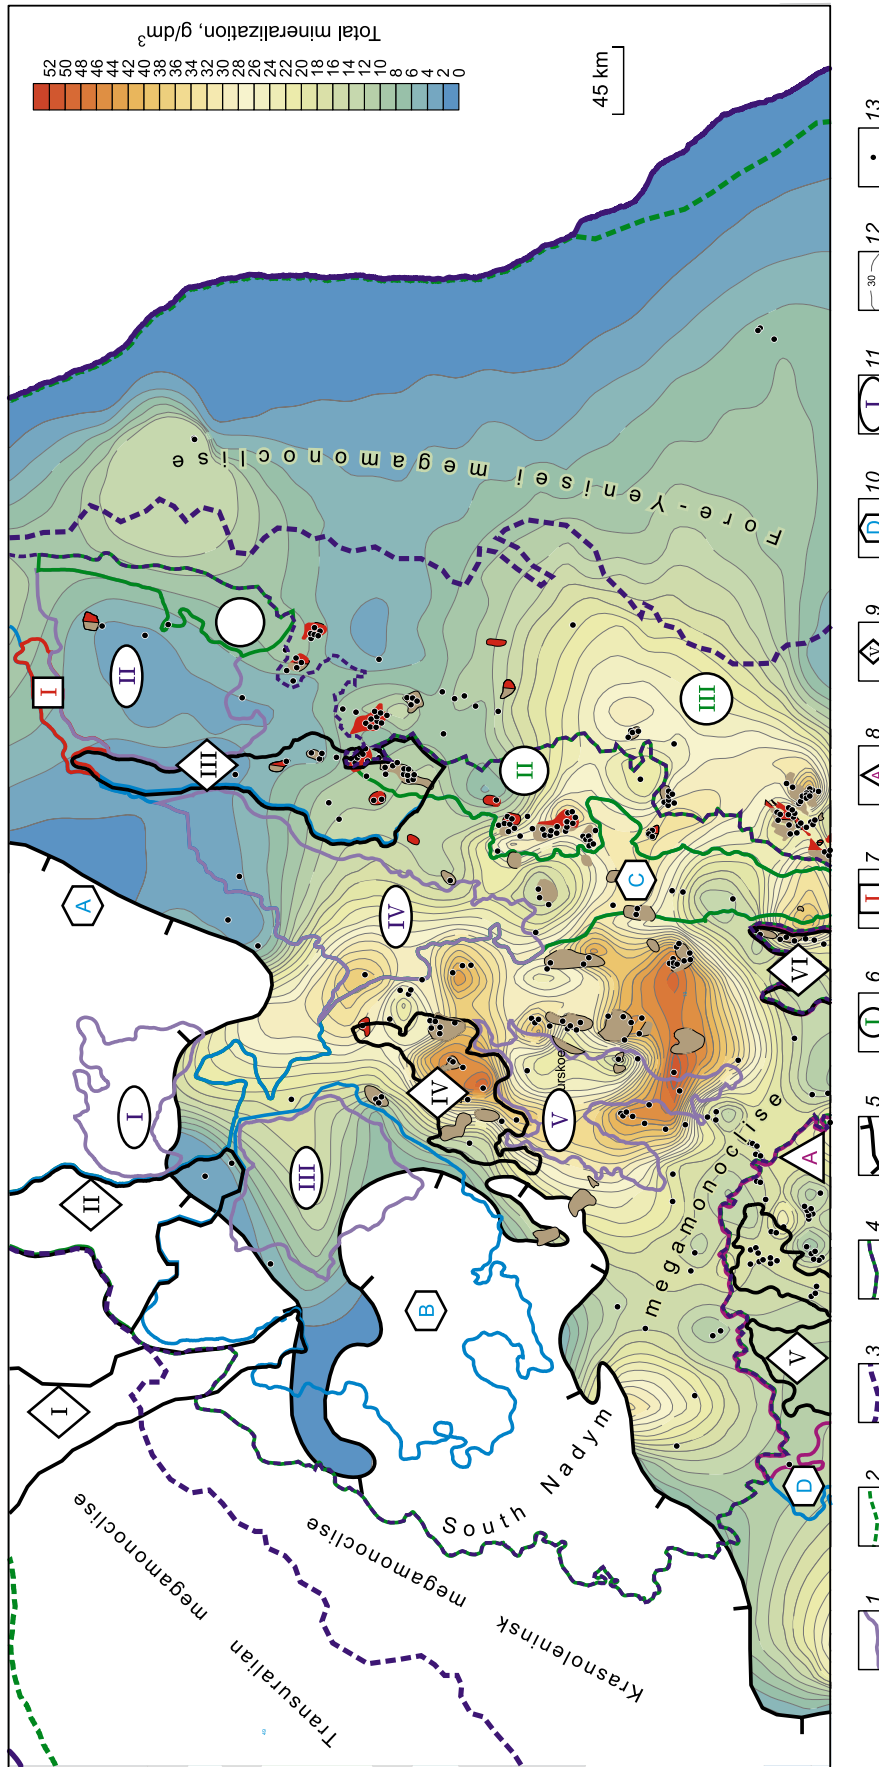 Total mineralization, g/dm³
52
50
48
46
44
42
40
38
36
34
32
30
28
26
24
22
20
18
16
14
12
10
8
6
4
2
0
45 km
Fore-Yenisei megamonoclise
Transuralian
megamonoclise
Krasnoleninsk
megamonoclise
South Nadym
megamonoclise
urskoe
I
II
III
IV
V
VI
I
II
III
IV
V
I
II
III
A
B
C
D
A
1
2
3
4
5
6
I
7
I
8
A
9
V
10
D
11
I
12
30
13